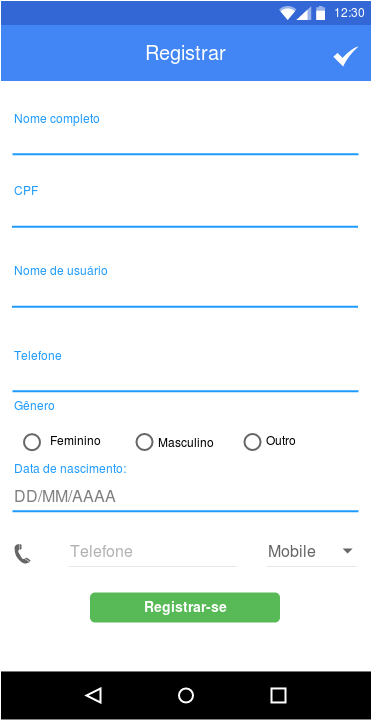 12:30
Registrar
Nome completo
CPF
Nome de usuário
Telefone
Gênero
Feminino Masculino Outro
Data de nascimento:
DD/MM/AAAA
Telefone Mobile
Registrar-se